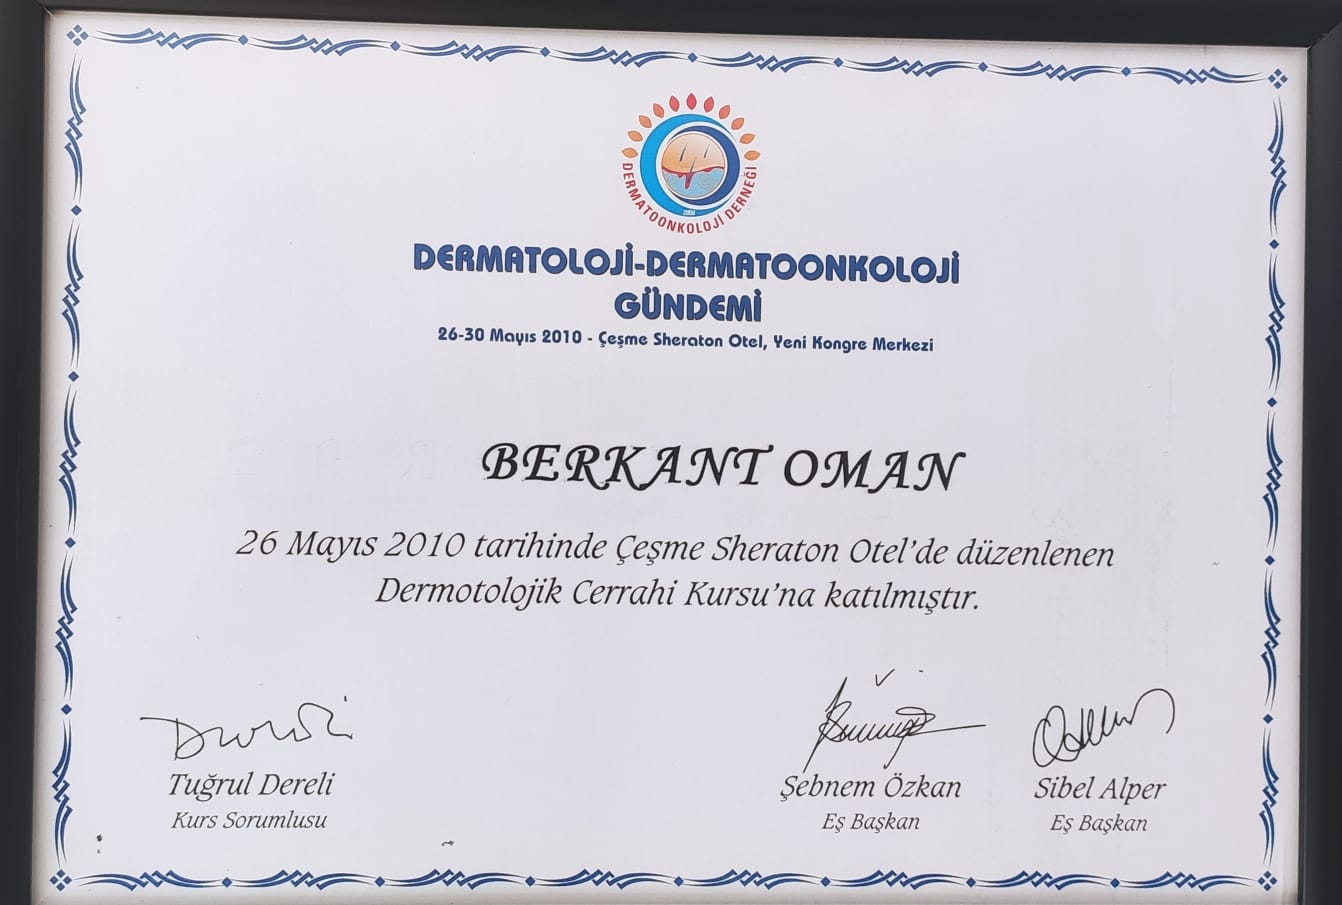 DERMATOONKOLOJİ DERNEĞİ
2008
DERMATOLOJİ-DERMATOONKOLOJİ
GÜNDEMİ
26-30 Mayıs 2010 - Çeşme Sheraton Otel, Yeni Kongre Merkezi
BERKANT OMAN
26 Mayıs 2010 tarihinde Çeşme Sheraton Otel'de düzenlenen
Dermotolojik Cerrahi Kursu'na katılmıştır.
Tuğrul Dereli
Kurs Sorumlusu
Şebnem Özkan
Eş Başkan
Sibel Alper
Eş Başkan